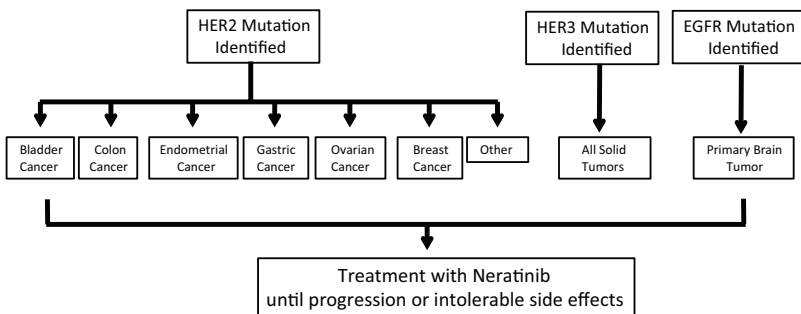 HER2 Mutation
Identified
HER3 Mutation
Identified
EGFR Mutation
Identified
Bladder
Cancer
Colon
Cancer
Endometrial
Cancer
Gastric
Cancer
Ovarian
Cancer
Breast
Cancer
Other
All Solid
Tumors
Primary Brain
Tumor
Treatment with Neratinib
until progression or intolerable side effects